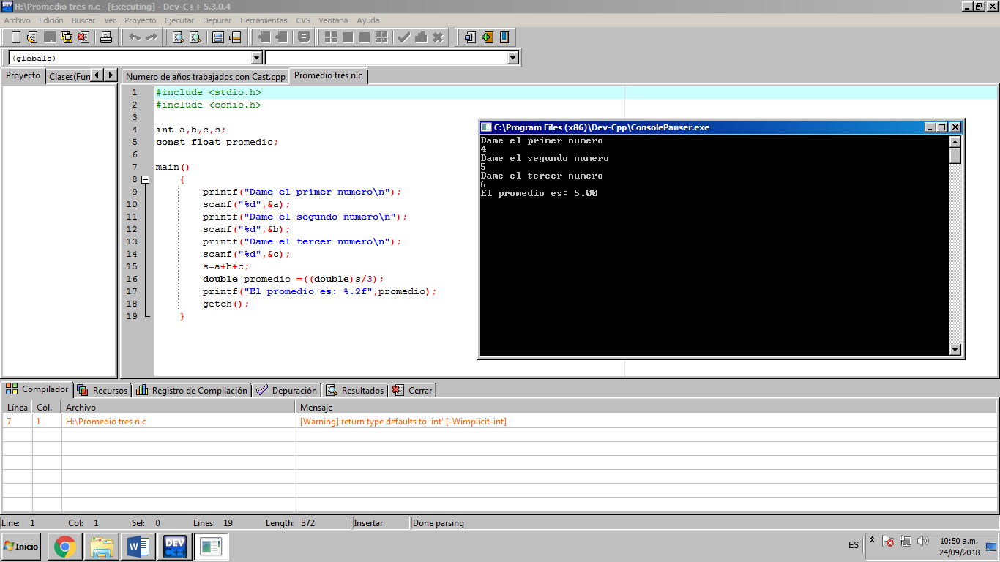 H:\Promedio tres n.c - [Executing] - Dev-C++ 5.3.0.4
Archivo Edición Buscar Ver Proyecto Ejecutar Depurar Herramientas CVS Ventana Ayuda
(globals)
Proyecto Clases(Fun Numero de años trabajados con Cast.cpp Promedio tres n.c
1 #include <stdio.h>
2 #include <conio.h>
3
4 int a,b,c,s;
5 const float promedio;
6
7 main()
8 {
9 printf("Dame el primer numero\n");
10 scanf("%d",&a);
11 printf("Dame el segundo numero\n");
12 scanf("%d",&b);
13 printf("Dame el tercer numero\n");
14 scanf("%d",&c);
15 s=a+b+c;
16 double promedio =((double)s/3);
17 printf("El promedio es: %.2f",promedio);
18 getch();
19 }
C:\Program Files (x86)\Dev-Cpp\ConsolePauser.exe
Dame el primer numero
4
Dame el segundo numero
5
Dame el tercer numero
6
El promedio es: 5.00
Compilador Recursos Registro de Compilación Depuración Resultados Cerrar
Línea Col. Archivo Mensaje
7 1 H:\Promedio tres n.c [Warning] return type defaults to 'int' [-Wimplicit-int]
Line: 1 Col: 1 Sel: 0 Lines: 19 Length: 372 Insertar Done parsing
Inicio DEV C++ ES 10:50 a.m.
24/09/2018